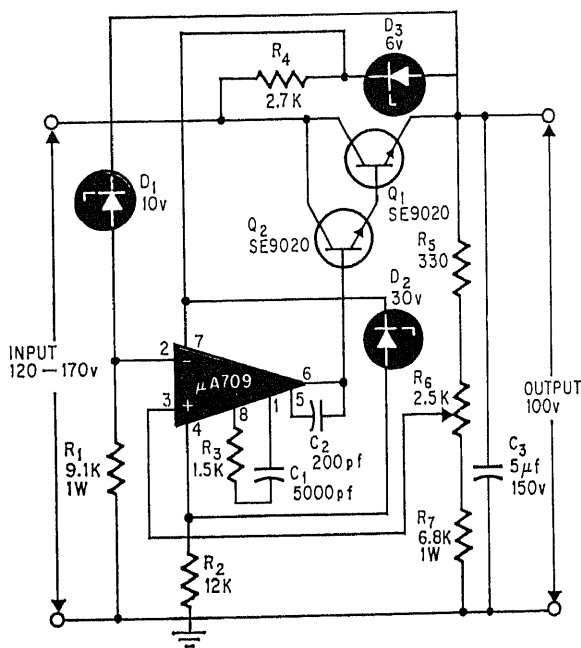 D3
6v
R4
2.7K
D1
10v
Q1
SE9020
Q2
SE9020
R5
330
D2
30v
INPUT
120–170v
2
7
−
μA709
6
3
+
4
8
1
5
R6
2.5K
OUTPUT
100v
R1
9.1K
1W
R3
1.5K
C2
200pf
C1
5000pf
C3
5μf
150v
R7
6.8K
1W
R2
12K